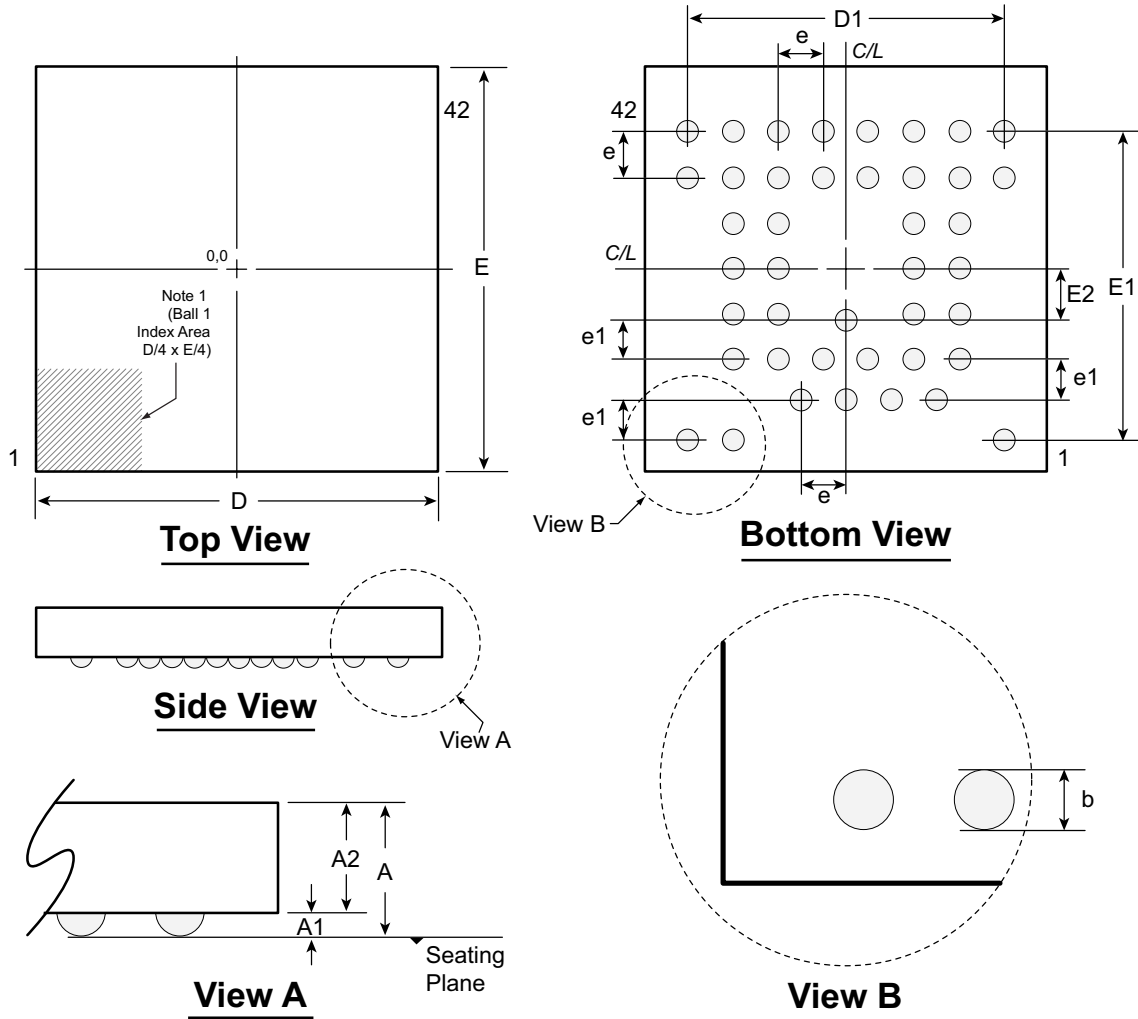 42
0,0
E
Note 1
(Ball 1
Index Area
D/4 x E/4)
1
D
Top View
D1
e
C/L
42
e
C/L
E2
E1
e1
e1
e1
1
e
View B
Bottom View
Side View
View A
A2
A
A1
Seating
Plane
View A
b
View B